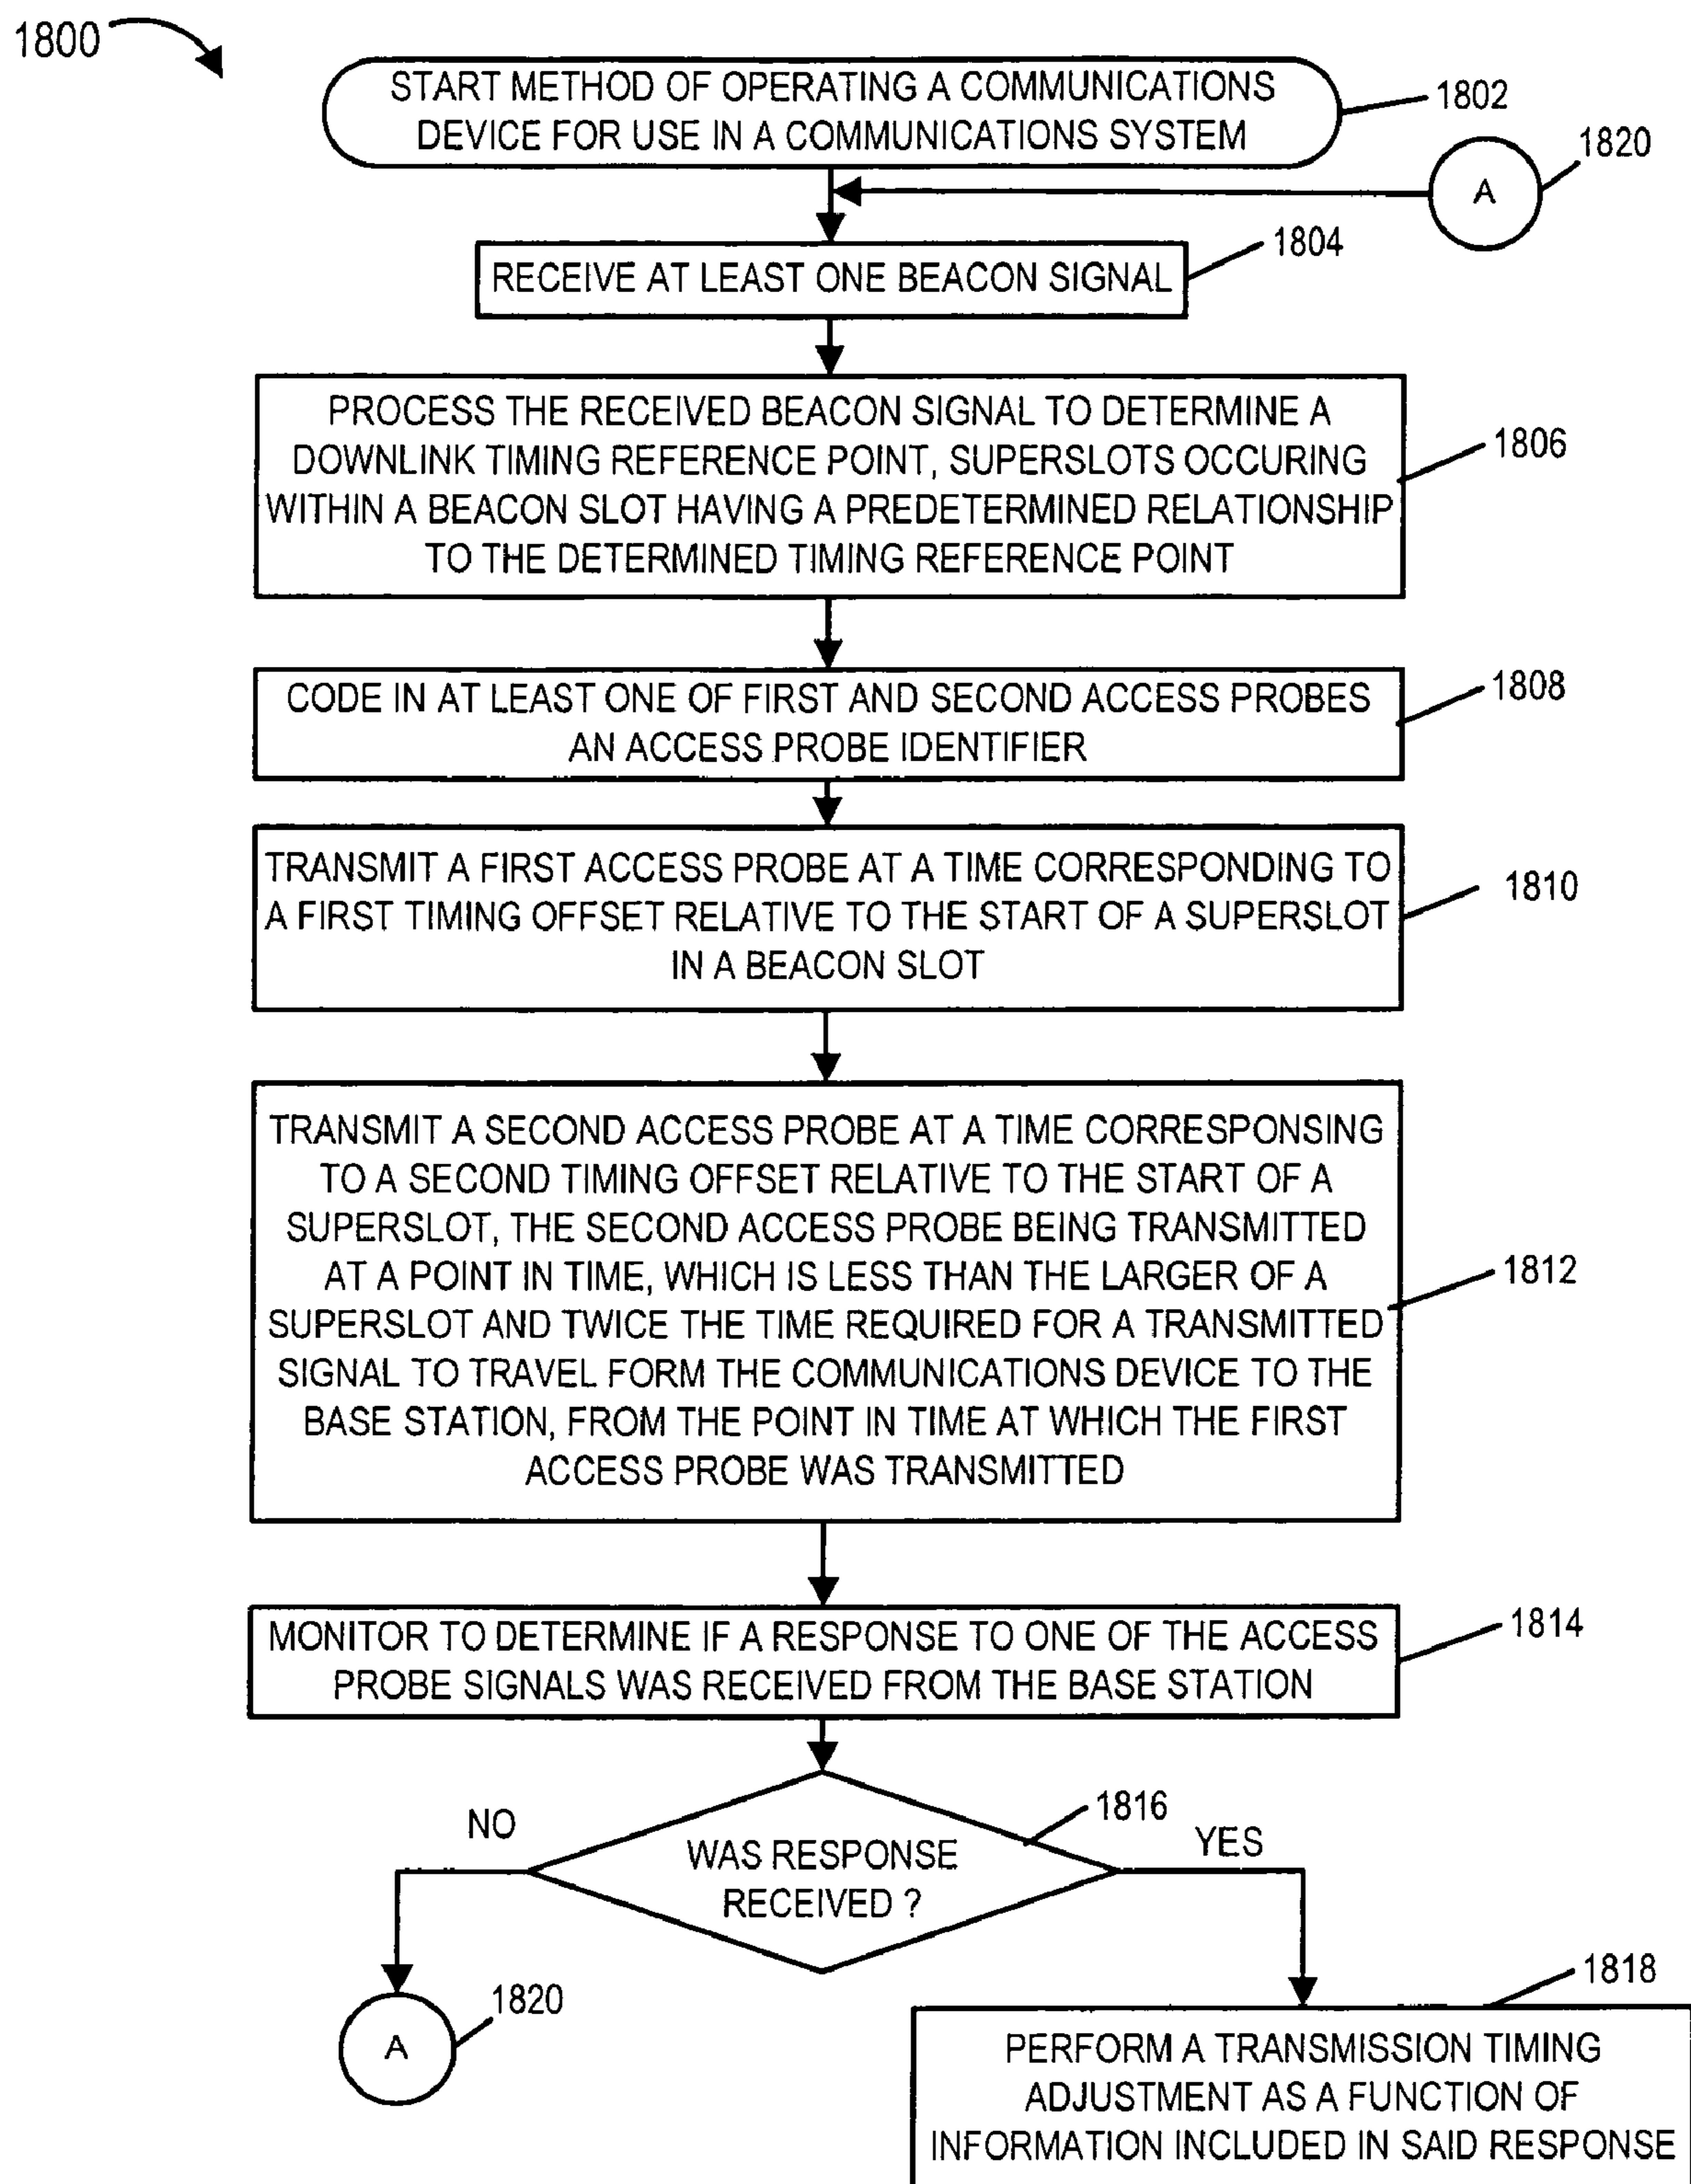 1800
START METHOD OF OPERATING A COMMUNICATIONS
DEVICE FOR USE IN A COMMUNICATIONS SYSTEM
1802
A
1820
RECEIVE AT LEAST ONE BEACON SIGNAL
1804
PROCESS THE RECEIVED BEACON SIGNAL TO DETERMINE A
DOWNLINK TIMING REFERENCE POINT, SUPERSLOTS OCCURING
WITHIN A BEACON SLOT HAVING A PREDETERMINED RELATIONSHIP
TO THE DETERMINED TIMING REFERENCE POINT
1806
CODE IN AT LEAST ONE OF FIRST AND SECOND ACCESS PROBES
AN ACCESS PROBE IDENTIFIER
1808
TRANSMIT A FIRST ACCESS PROBE AT A TIME CORRESPONDING TO
A FIRST TIMING OFFSET RELATIVE TO THE START OF A SUPERSLOT
IN A BEACON SLOT
1810
TRANSMIT A SECOND ACCESS PROBE AT A TIME CORRESPONSING
TO A SECOND TIMING OFFSET RELATIVE TO THE START OF A
SUPERSLOT, THE SECOND ACCESS PROBE BEING TRANSMITTED
AT A POINT IN TIME, WHICH IS LESS THAN THE LARGER OF A
SUPERSLOT AND TWICE THE TIME REQUIRED FOR A TRANSMITTED
SIGNAL TO TRAVEL FORM THE COMMUNICATIONS DEVICE TO THE
BASE STATION, FROM THE POINT IN TIME AT WHICH THE FIRST
ACCESS PROBE WAS TRANSMITTED
1812
MONITOR TO DETERMINE IF A RESPONSE TO ONE OF THE ACCESS
PROBE SIGNALS WAS RECEIVED FROM THE BASE STATION
1814
WAS RESPONSE
RECEIVED ?
1816
NO
YES
A
1820
PERFORM A TRANSMISSION TIMING
ADJUSTMENT AS A FUNCTION OF
INFORMATION INCLUDED IN SAID RESPONSE
1818